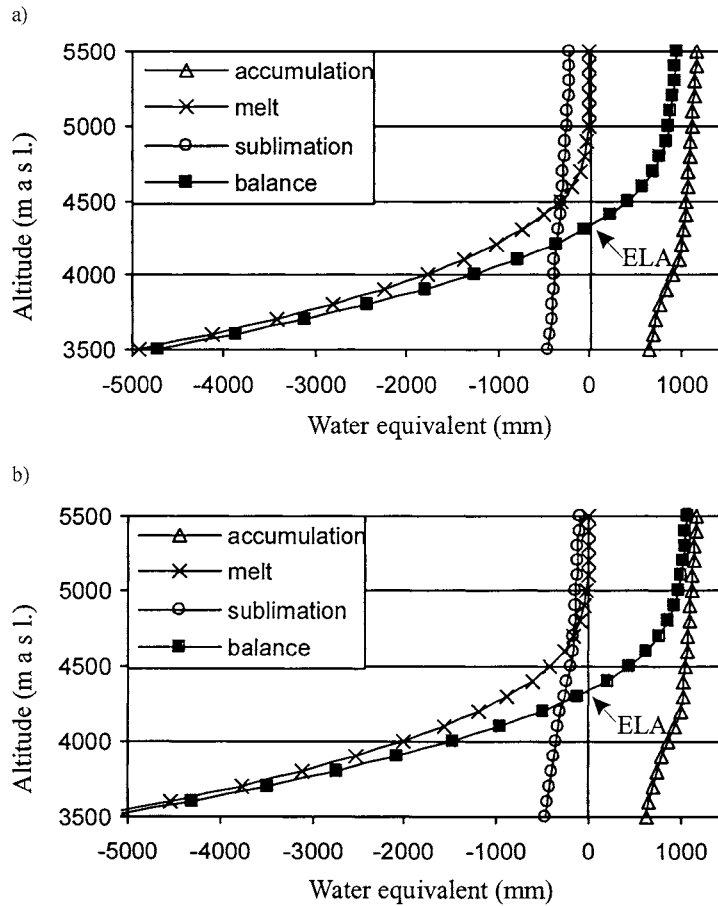 a)
5500
5000
4500
4000
3500
Altitude (m a s l.)
accumulation
melt
sublimation
balance
ELA
-5000 -4000 -3000 -2000 -1000 0 1000
Water equivalent (mm)
b)
5500
5000
4500
4000
3500
Altitude (m a s l.)
accumulation
melt
sublimation
balance
ELA
-5000 -4000 -3000 -2000 -1000 0 1000
Water equivalent (mm)